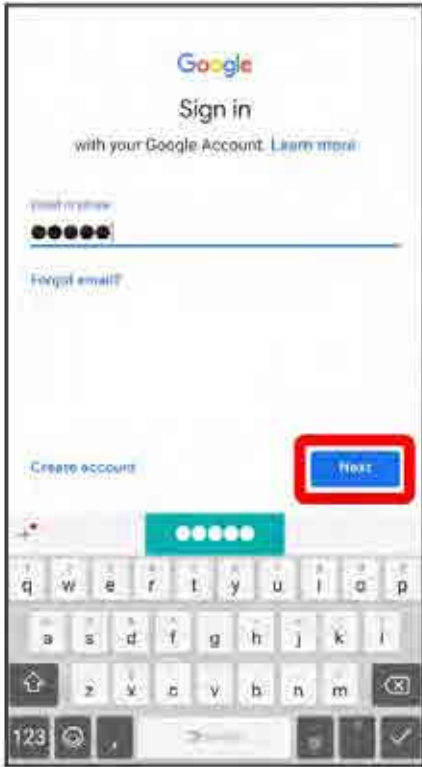 Google
Sign in
with your Google Account. Learn more
Email or phone
●●●●●
Forgot email?
Create account
Next
●●●●●
q w e r t y u i o p
a s d f g h j k l
z x c v b n m
123 ,